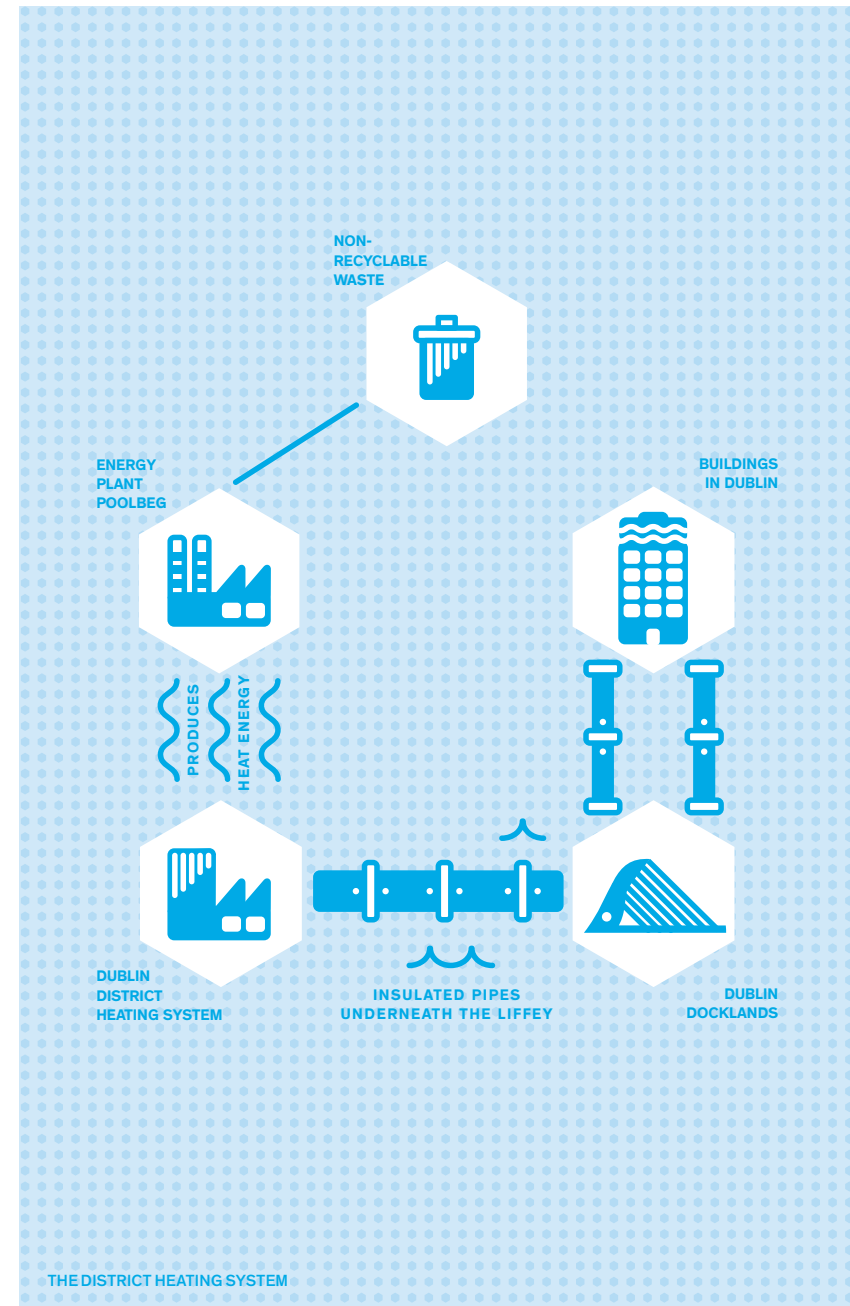 NON-
RECYCLABLE
WASTE
ENERGY
PLANT
POOLBEG
BUILDINGS
IN DUBLIN
PRODUCES
HEAT ENERGY
DUBLIN
DISTRICT
HEATING SYSTEM
INSULATED PIPES
UNDERNEATH THE LIFFEY
DUBLIN
DOCKLANDS
THE DISTRICT HEATING SYSTEM